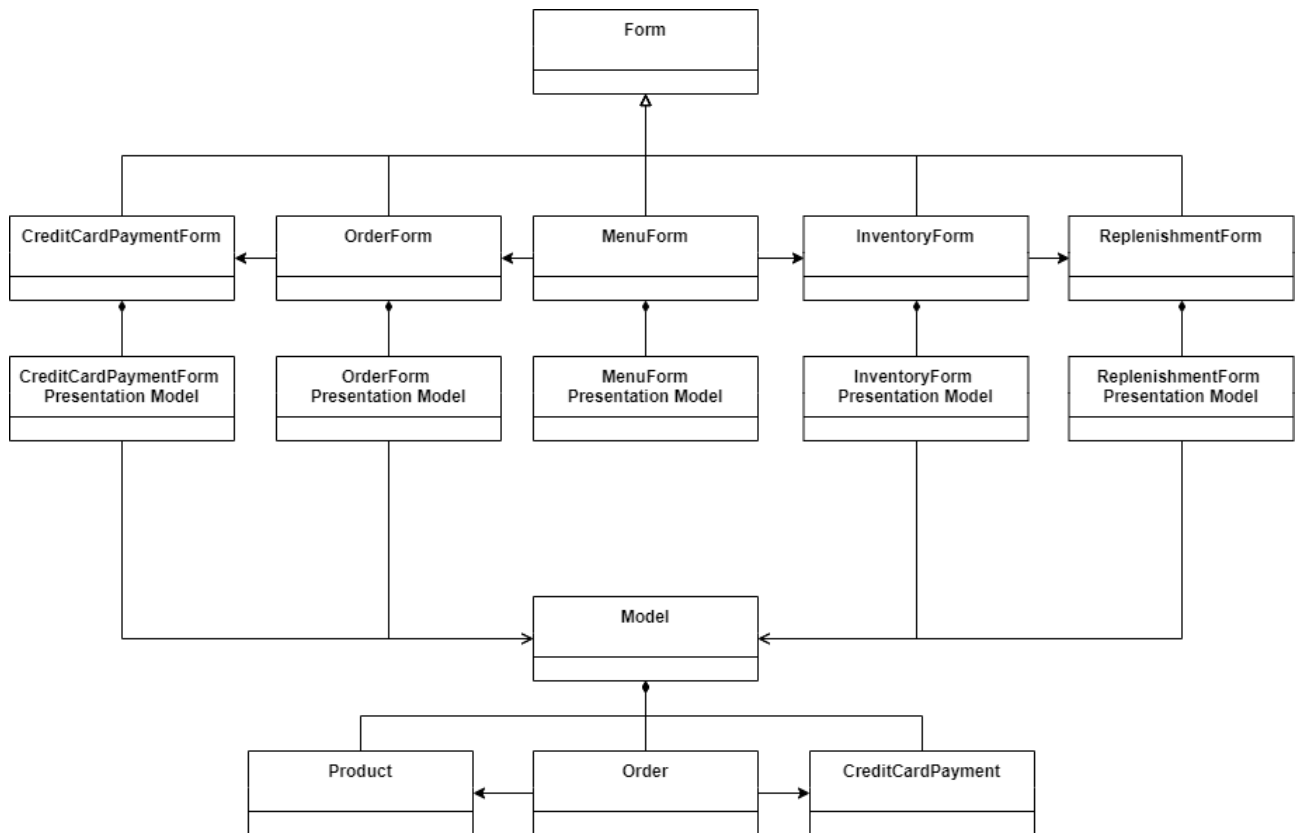 Form
CreditCardPaymentForm
OrderForm
MenuForm
InventoryForm
ReplenishmentForm
CreditCardPaymentForm
Presentation Model
OrderForm
Presentation Model
MenuForm
Presentation Model
InventoryForm
Presentation Model
ReplenishmentForm
Presentation Model
Model
Product
Order
CreditCardPayment